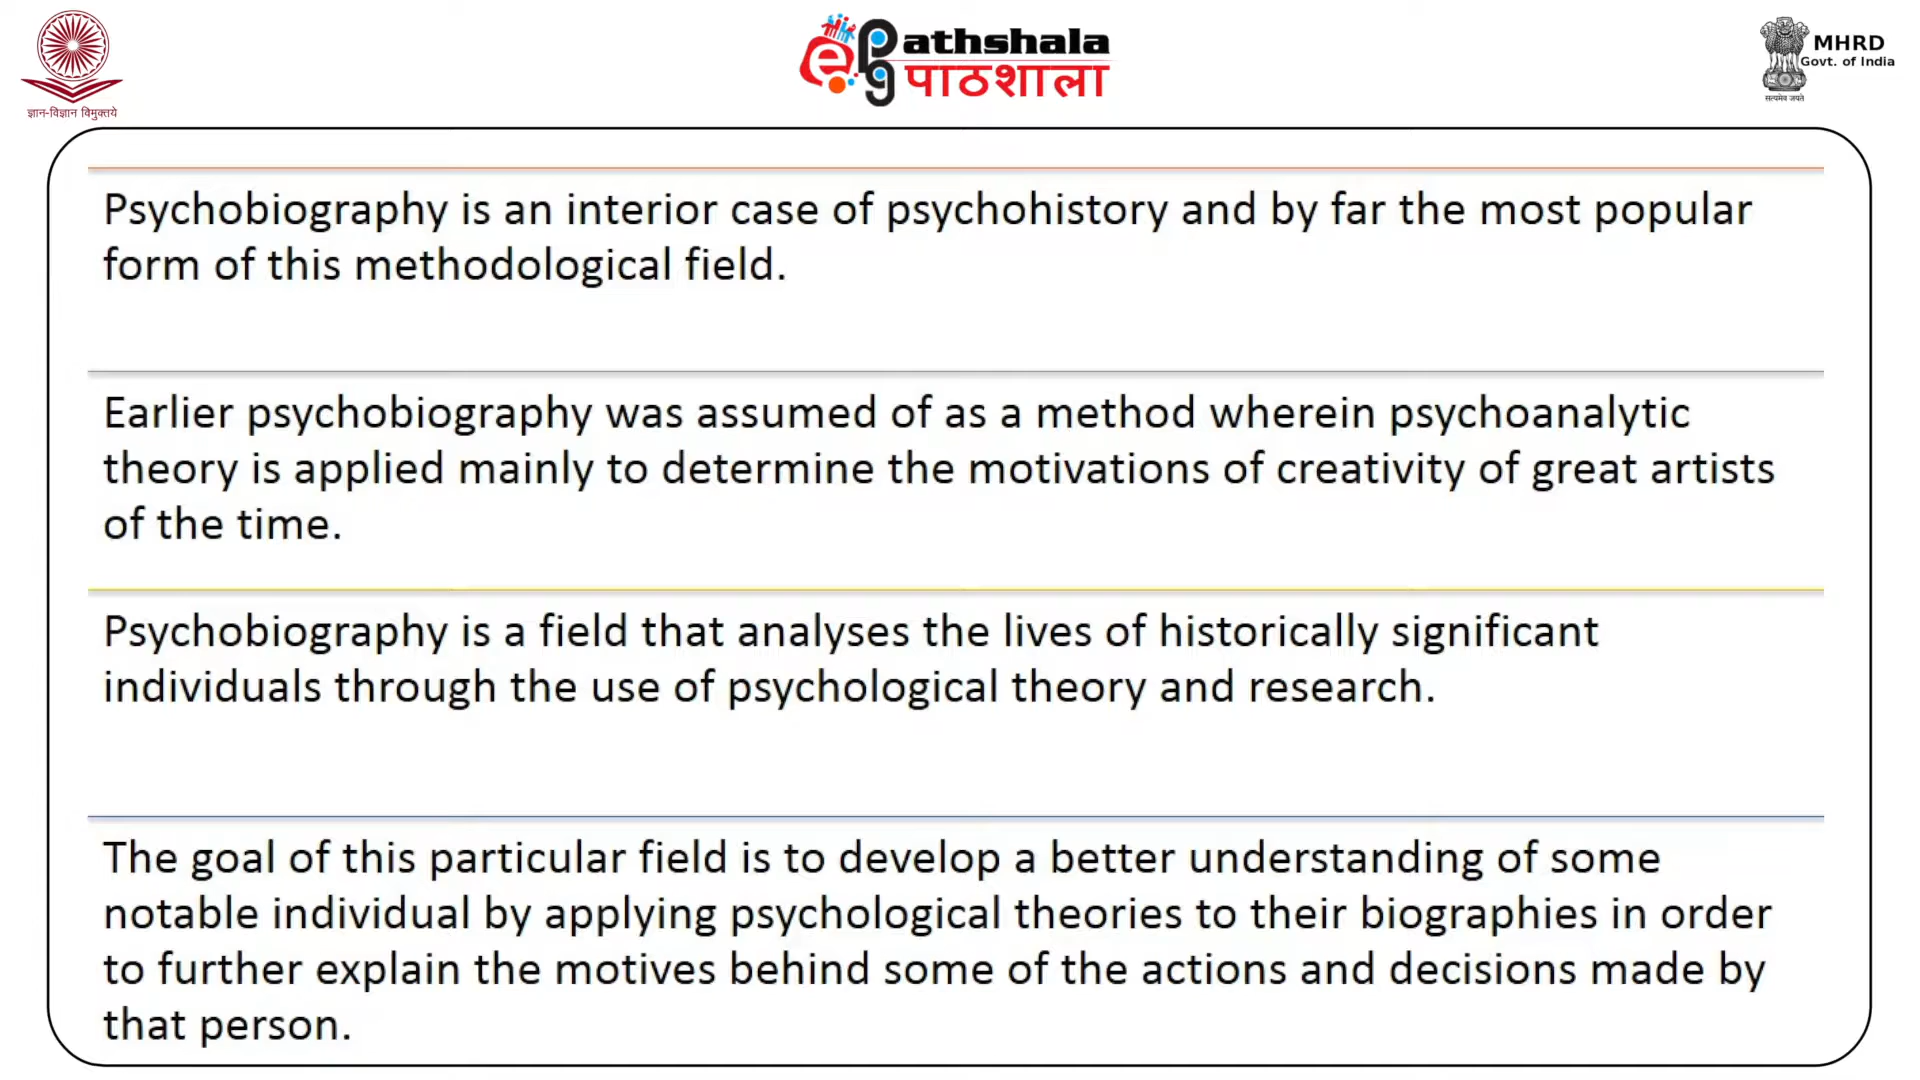 ज्ञान-विज्ञान विमुक्तये
e PG athshala
पाठशाला
MHRD
Govt. of India
सत्यमेव जयते
Psychobiography is an interior case of psychohistory and by far the most popular
form of this methodological field.
Earlier psychobiography was assumed of as a method wherein psychoanalytic
theory is applied mainly to determine the motivations of creativity of great artists
of the time.
Psychobiography is a field that analyses the lives of historically significant
individuals through the use of psychological theory and research.
The goal of this particular field is to develop a better understanding of some
notable individual by applying psychological theories to their biographies in order
to further explain the motives behind some of the actions and decisions made by
that person.